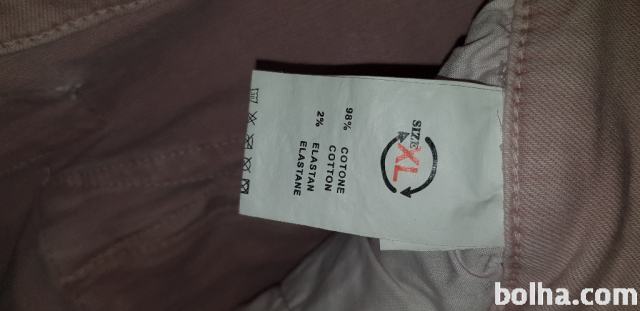 SIZE
XL
98% COTONE
COTTON
2% ELASTAN
ELASTANE
bolha.com